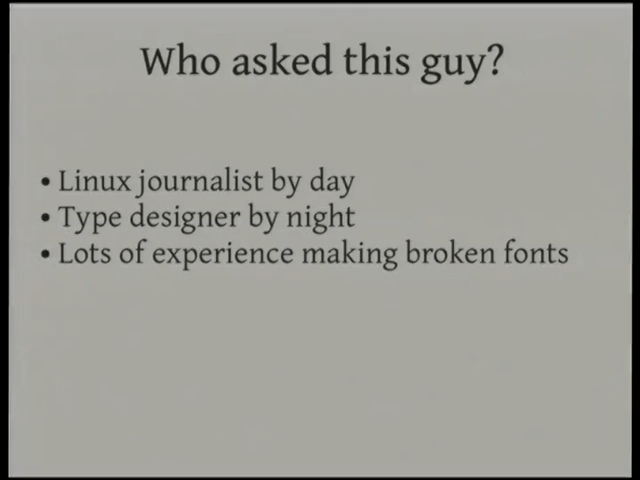 Who asked this guy?
• Linux journalist by day
• Type designer by night
• Lots of experience making broken fonts